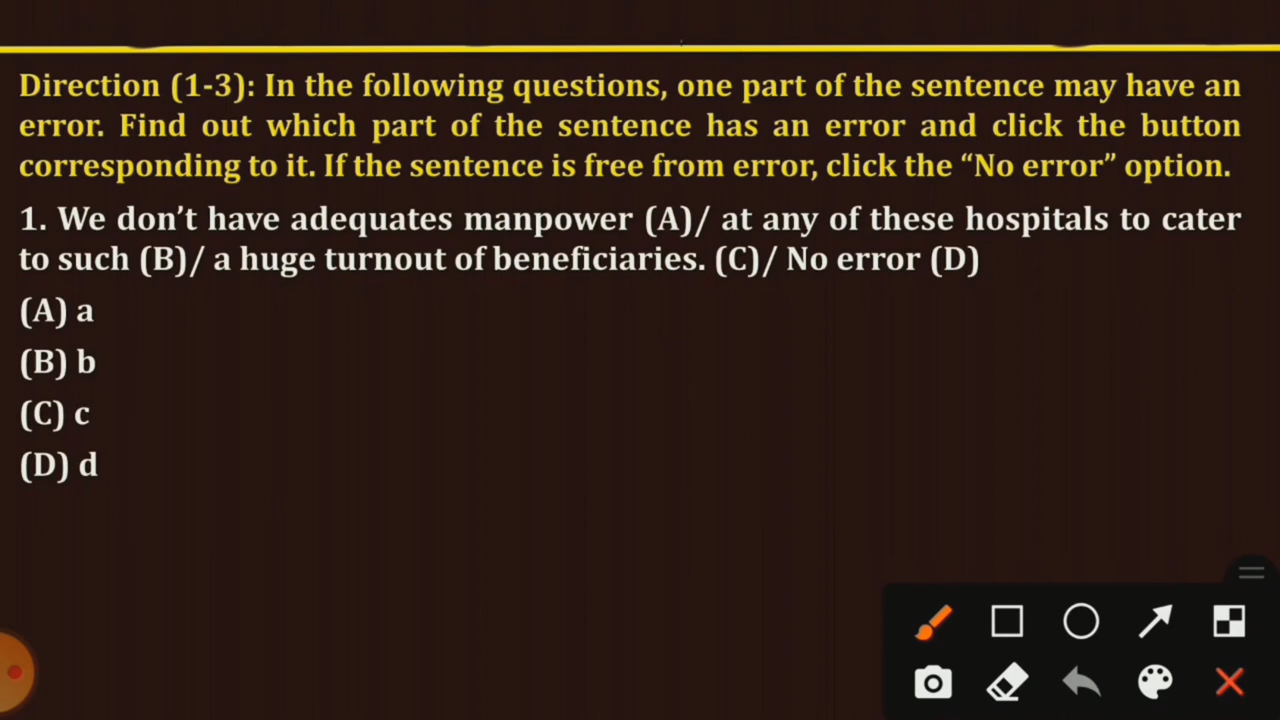 Direction (1-3): In the following questions, one part of the sentence may have an
error. Find out which part of the sentence has an error and click the button
corresponding to it. If the sentence is free from error, click the “No error” option.
1. We don’t have adequates manpower (A)/ at any of these hospitals to cater
to such (B)/ a huge turnout of beneficiaries. (C)/ No error (D)
(A) a
(B) b
(C) c
(D) d